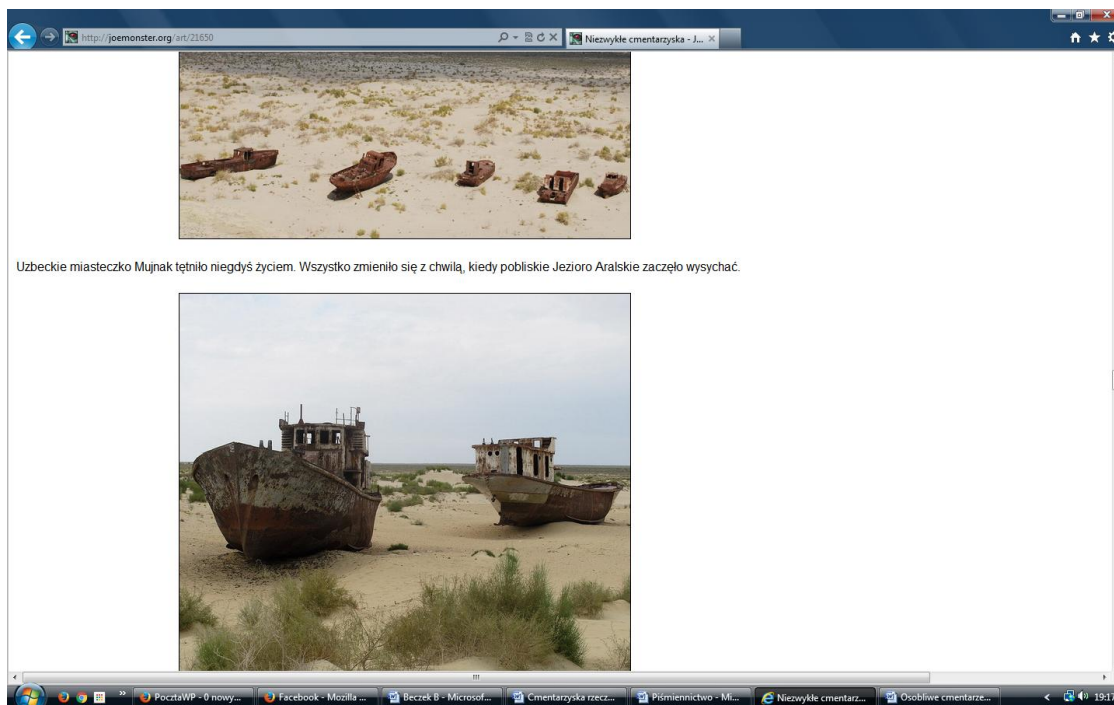 http://joemonster.org/art/21650
Niezwykłe cmentarzyska - J...
Uzbeckie miasteczko Mujnak tętniło niegdyś życiem. Wszystko zmieniło się z chwilą, kiedy pobliskie Jezioro Aralskie zaczęło wysychać.
PocztaWP - 0 nowy...
Facebook - Mozilla ...
Beczek B - Microsof...
Cmentarzyska rzecz...
Piśmiennictwo - Mi...
Niezwykłe cmentarz...
Osobliwe cmentarze...
19:17